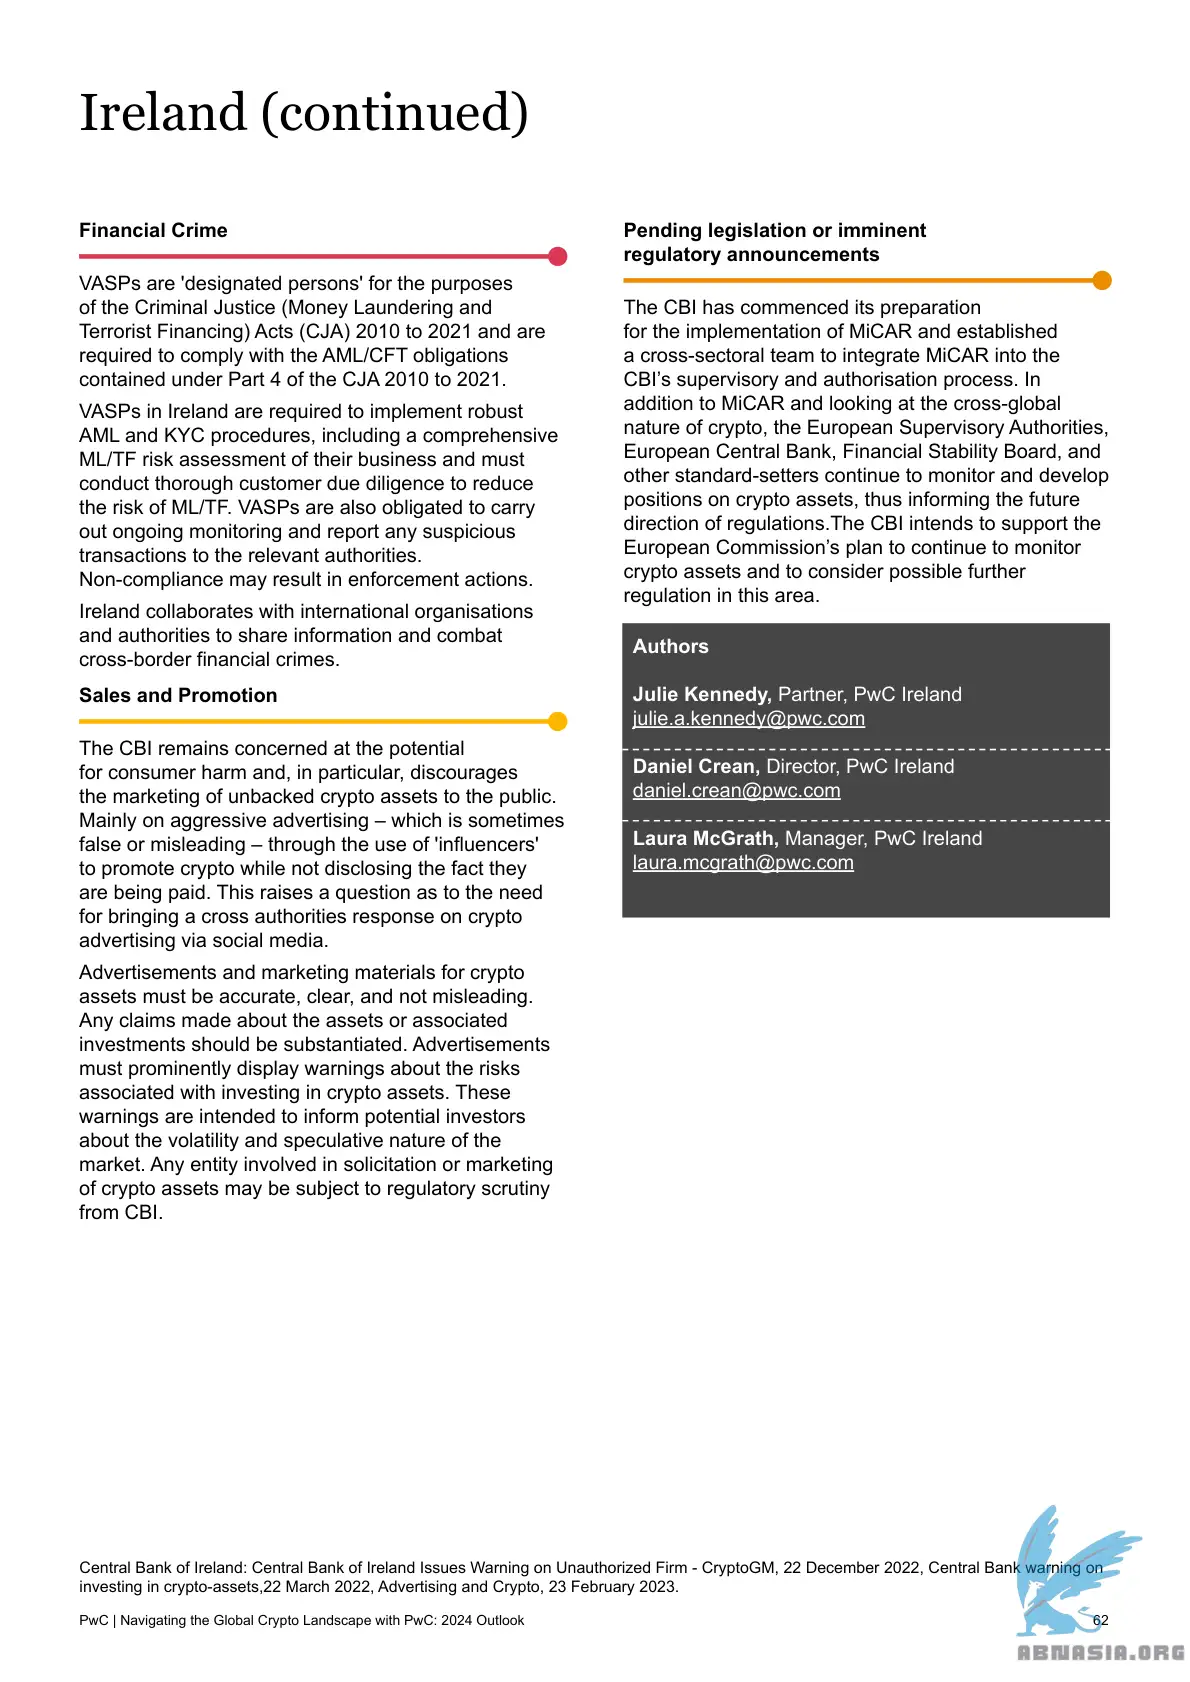 Ireland (continued)
Financial Crime
VASPs are 'designated persons' for the purposes
of the Criminal Justice (Money Laundering and
Terrorist Financing) Acts (CJA) 2010 to 2021 and are
required to comply with the AML/CFT obligations
contained under Part 4 of the CJA 2010 to 2021.
VASPs in Ireland are required to implement robust
AML and KYC procedures, including a comprehensive
ML/TF risk assessment of their business and must
conduct thorough customer due diligence to reduce
the risk of ML/TF. VASPs are also obligated to carry
out ongoing monitoring and report any suspicious
transactions to the relevant authorities.
Non-compliance may result in enforcement actions.
Ireland collaborates with international organisations
and authorities to share information and combat
cross-border financial crimes.
Sales and Promotion
The CBI remains concerned at the potential
for consumer harm and, in particular, discourages
the marketing of unbacked crypto assets to the public.
Mainly on aggressive advertising – which is sometimes
false or misleading – through the use of 'influencers'
to promote crypto while not disclosing the fact they
are being paid. This raises a question as to the need
for bringing a cross authorities response on crypto
advertising via social media.
Advertisements and marketing materials for crypto
assets must be accurate, clear, and not misleading.
Any claims made about the assets or associated
investments should be substantiated. Advertisements
must prominently display warnings about the risks
associated with investing in crypto assets. These
warnings are intended to inform potential investors
about the volatility and speculative nature of the
market. Any entity involved in solicitation or marketing
of crypto assets may be subject to regulatory scrutiny
from CBI.
Pending legislation or imminent
regulatory announcements
The CBI has commenced its preparation
for the implementation of MiCAR and established
a cross-sectoral team to integrate MiCAR into the
CBI’s supervisory and authorisation process. In
addition to MiCAR and looking at the cross-global
nature of crypto, the European Supervisory Authorities,
European Central Bank, Financial Stability Board, and
other standard-setters continue to monitor and develop
positions on crypto assets, thus informing the future
direction of regulations.The CBI intends to support the
European Commission’s plan to continue to monitor
crypto assets and to consider possible further
regulation in this area.
Authors
Julie Kennedy, Partner, PwC Ireland
julie.a.kennedy@pwc.com
Daniel Crean, Director, PwC Ireland
daniel.crean@pwc.com
Laura McGrath, Manager, PwC Ireland
laura.mcgrath@pwc.com
Central Bank of Ireland: Central Bank of Ireland Issues Warning on Unauthorized Firm - CryptoGM, 22 December 2022, Central Bank warning on
investing in crypto-assets,22 March 2022, Advertising and Crypto, 23 February 2023.
PwC | Navigating the Global Crypto Landscape with PwC: 2024 Outlook
62
ABNASIA.ORG